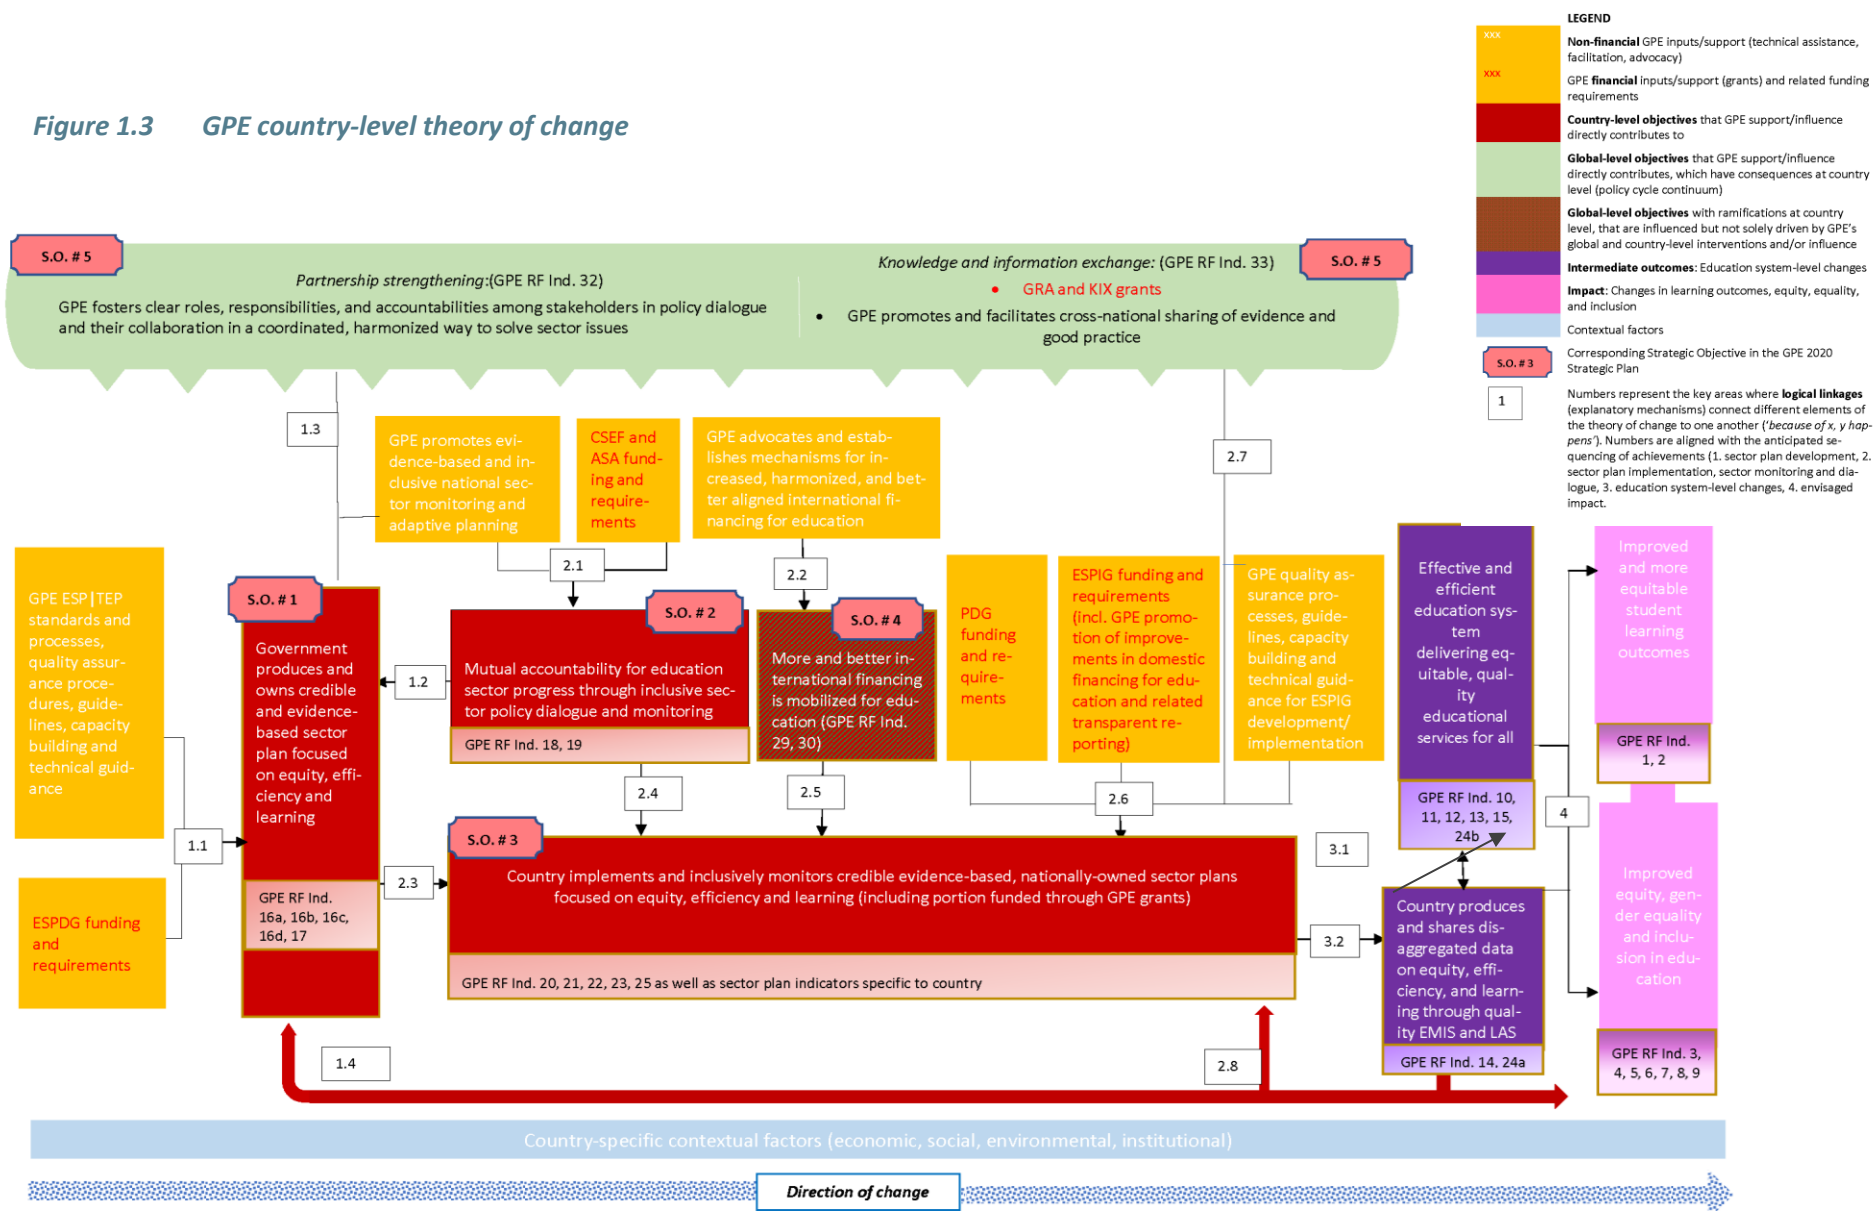 LEGEND
xxx
Non-financial GPE inputs/support (technical assistance,
facilitation, advocacy)
xxx
GPE financial inputs/support (grants) and related funding
requirements
Country-level objectives that GPE support/influence
directly contributes to
Global-level objectives that GPE support/influence
directly contributes, which have consequences at country
level (policy cycle continuum)
Global-level objectives with ramifications at country
level, that are influenced but not solely driven by GPE's
global and country-level interventions and/or influence
Intermediate outcomes: Education system-level changes
Impact: Changes in learning outcomes, equity, equality,
and inclusion
Contextual factors
S.O. # 3
Corresponding Strategic Objective in the GPE 2020
Strategic Plan
1
Numbers represent the key areas where logical linkages
(explanatory mechanisms) connect different elements of
the theory of change to one another ('because of x, y hap-
pens'). Numbers are aligned with the anticipated se-
quencing of achievements (1. sector plan development, 2.
sector plan implementation, sector monitoring and dia-
logue, 3. education system-level changes, 4. envisaged
impact.
Figure 1.3 GPE country-level theory of change
S.O. # 5
Partnership strengthening:(GPE RF Ind. 32)
GPE fosters clear roles, responsibilities, and accountabilities among stakeholders in policy dialogue
and their collaboration in a coordinated, harmonized way to solve sector issues
Knowledge and information exchange: (GPE RF Ind. 33)
S.O. # 5
• GRA and KIX grants
• GPE promotes and facilitates cross-national sharing of evidence and
good practice
1.3
GPE promotes evi-
dence-based and in-
clusive national sec-
tor monitoring and
adaptive planning
CSEF and
ASA fund-
ing and
require-
ments
GPE advocates and estab-
lishes mechanisms for in-
creased, harmonized, and bet-
ter aligned international fi-
nancing for education
2.7
2.1
2.2
GPE ESP|TEP
standards and
processes,
quality assur-
ance proce-
dures, guide-
lines, capacity
building and
technical guid-
ance
1.1
ESPDG funding
and
requirements
S.O. # 1
Government
produces and
owns credible
and evidence-
based sector
plan focused
on equity, effi-
ciency and
learning
GPE RF Ind.
16a, 16b, 16c,
16d, 17
1.2
S.O. # 2
Mutual accountability for education
sector progress through inclusive sec-
tor policy dialogue and monitoring
GPE RF Ind. 18, 19
S.O. # 4
More and better in-
ternational financing
is mobilized for edu-
cation (GPE RF Ind.
29, 30)
PDG
funding
and re-
quire-
ments
ESPIG funding and
requirements
(incl. GPE promo-
tion of improve-
ments in domestic
financing for edu-
cation and related
transparent re-
porting)
GPE quality as-
surance pro-
cesses, guide-
lines, capacity
building and
technical guid-
ance for ESPIG
development/
implementation
2.4
2.5
2.6
2.3
S.O. # 3
Country implements and inclusively monitors credible evidence-based, nationally-owned sector plans
focused on equity, efficiency and learning (including portion funded through GPE grants)
GPE RF Ind. 20, 21, 22, 23, 25 as well as sector plan indicators specific to country
3.1
3.2
Effective and
efficient
education sys-
tem
delivering eq-
uitable, qual-
ity
educational
services for all
GPE RF Ind. 10,
11, 12, 13, 15,
24b
Country produces
and shares dis-
aggregated data
on equity, effi-
ciency, and learn-
ing through qual-
ity EMIS and LAS
GPE RF Ind. 14, 24a
4
Improved
and more
equitable
student
learning
outcomes
GPE RF Ind.
1, 2
Improved
equity, gen-
der equality
and inclu-
sion in edu-
cation
GPE RF Ind. 3,
4, 5, 6, 7, 8, 9
1.4
2.8
Country-specific contextual factors (economic, social, environmental, institutional)
Direction of change